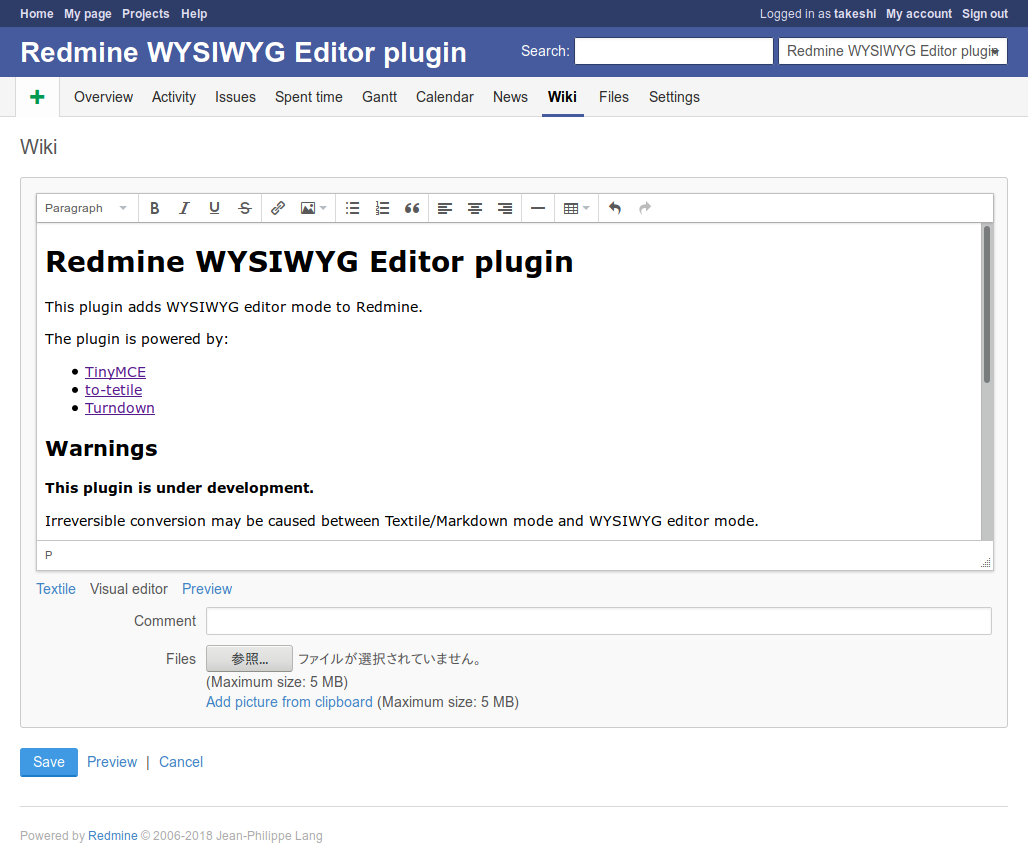 Home My page Projects Help Logged in as takeshi My account Sign out
Redmine WYSIWYG Editor plugin Search: Redmine WYSIWYG Editor plugin
+ Overview Activity Issues Spent time Gantt Calendar News Wiki Files Settings
Wiki
Paragraph B I U S
Redmine WYSIWYG Editor plugin
This plugin adds WYSIWYG editor mode to Redmine.
The plugin is powered by:
• TinyMCE
• to-tetile
• Turndown
Warnings
This plugin is under development.
Irreversible conversion may be caused between Textile/Markdown mode and WYSIWYG editor mode.
P
Textile Visual editor Preview
Comment
Files 参照... ファイルが選択されていません。
(Maximum size: 5 MB)
Add picture from clipboard (Maximum size: 5 MB)
Save Preview | Cancel
Powered by Redmine © 2006-2018 Jean-Philippe Lang